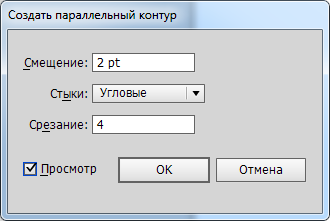 Создать параллельный контур
Смещение: 2 pt
Стыки: Угловые
Срезание: 4
Просмотр OK Отмена